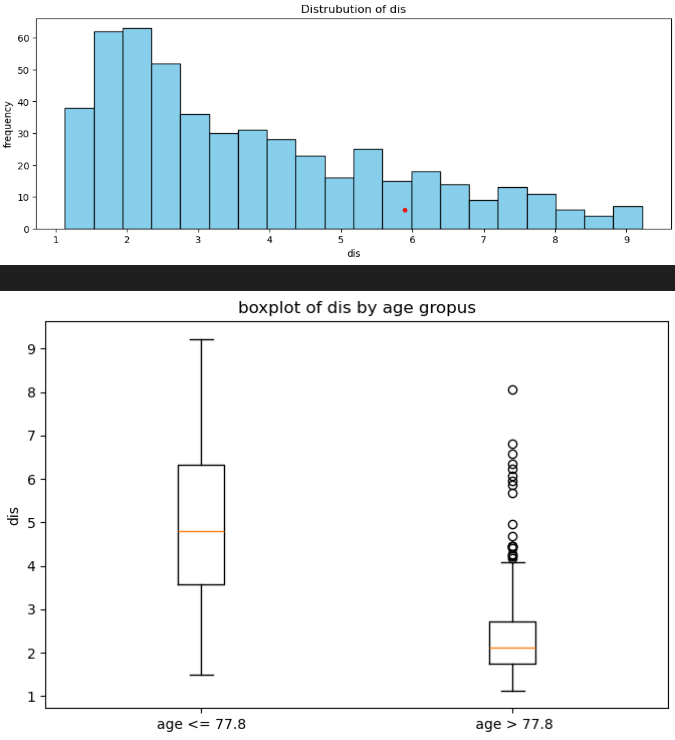 Distrubution of dis
60
50
40
30
20
10
0
frequency
1 2 3 4 5 6 7 8 9
dis
boxplot of dis by age gropus
9
8
7
6
5
4
3
2
1
dis
age <= 77.8 age > 77.8